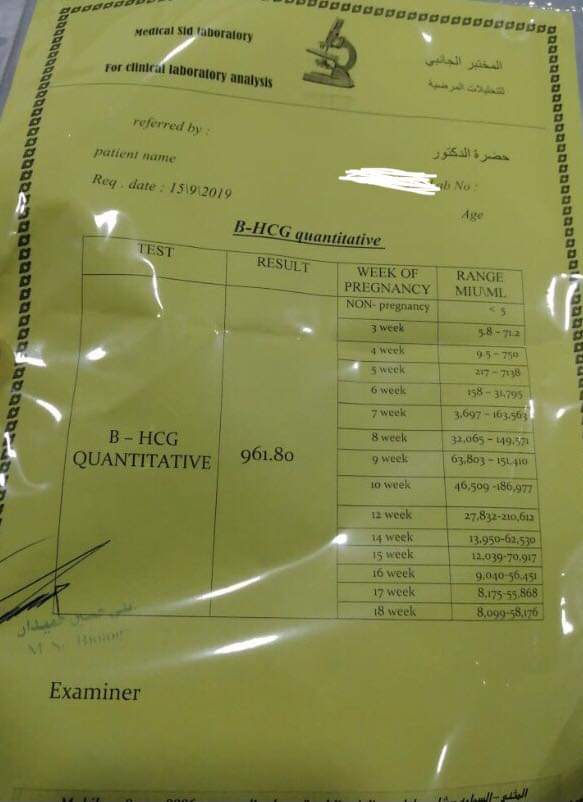 Medical Sid laboratory
المختبر الجانبي
For clinical laboratory analysis
للتحليلات المرضية
referred by :
حضرة الدكتور
patient name
ab No :
Req . date : 15\9\2019
Age
B-HCG quantitative
TEST RESULT WEEK OF PREGNANCY RANGE MIU\ML
B – HCG QUANTITATIVE 961.80
NON- pregnancy < 5
3 week 5.8 – 71.2
4 week 9.5 – 750
5 week 217 – 7138
6 week 158 – 31,795
7 week 3,697 – 163,563
8 week 32,065 – 149,571
9 week 63,803 – 151,410
10 week 46,509 -186,977
12 week 27,832-210,612
14 week 13,950-62,530
15 week 12,039-70,917
16 week 9,040-56,451
17 week 8,175-55,868
18 week 8,099-58,176
Examiner